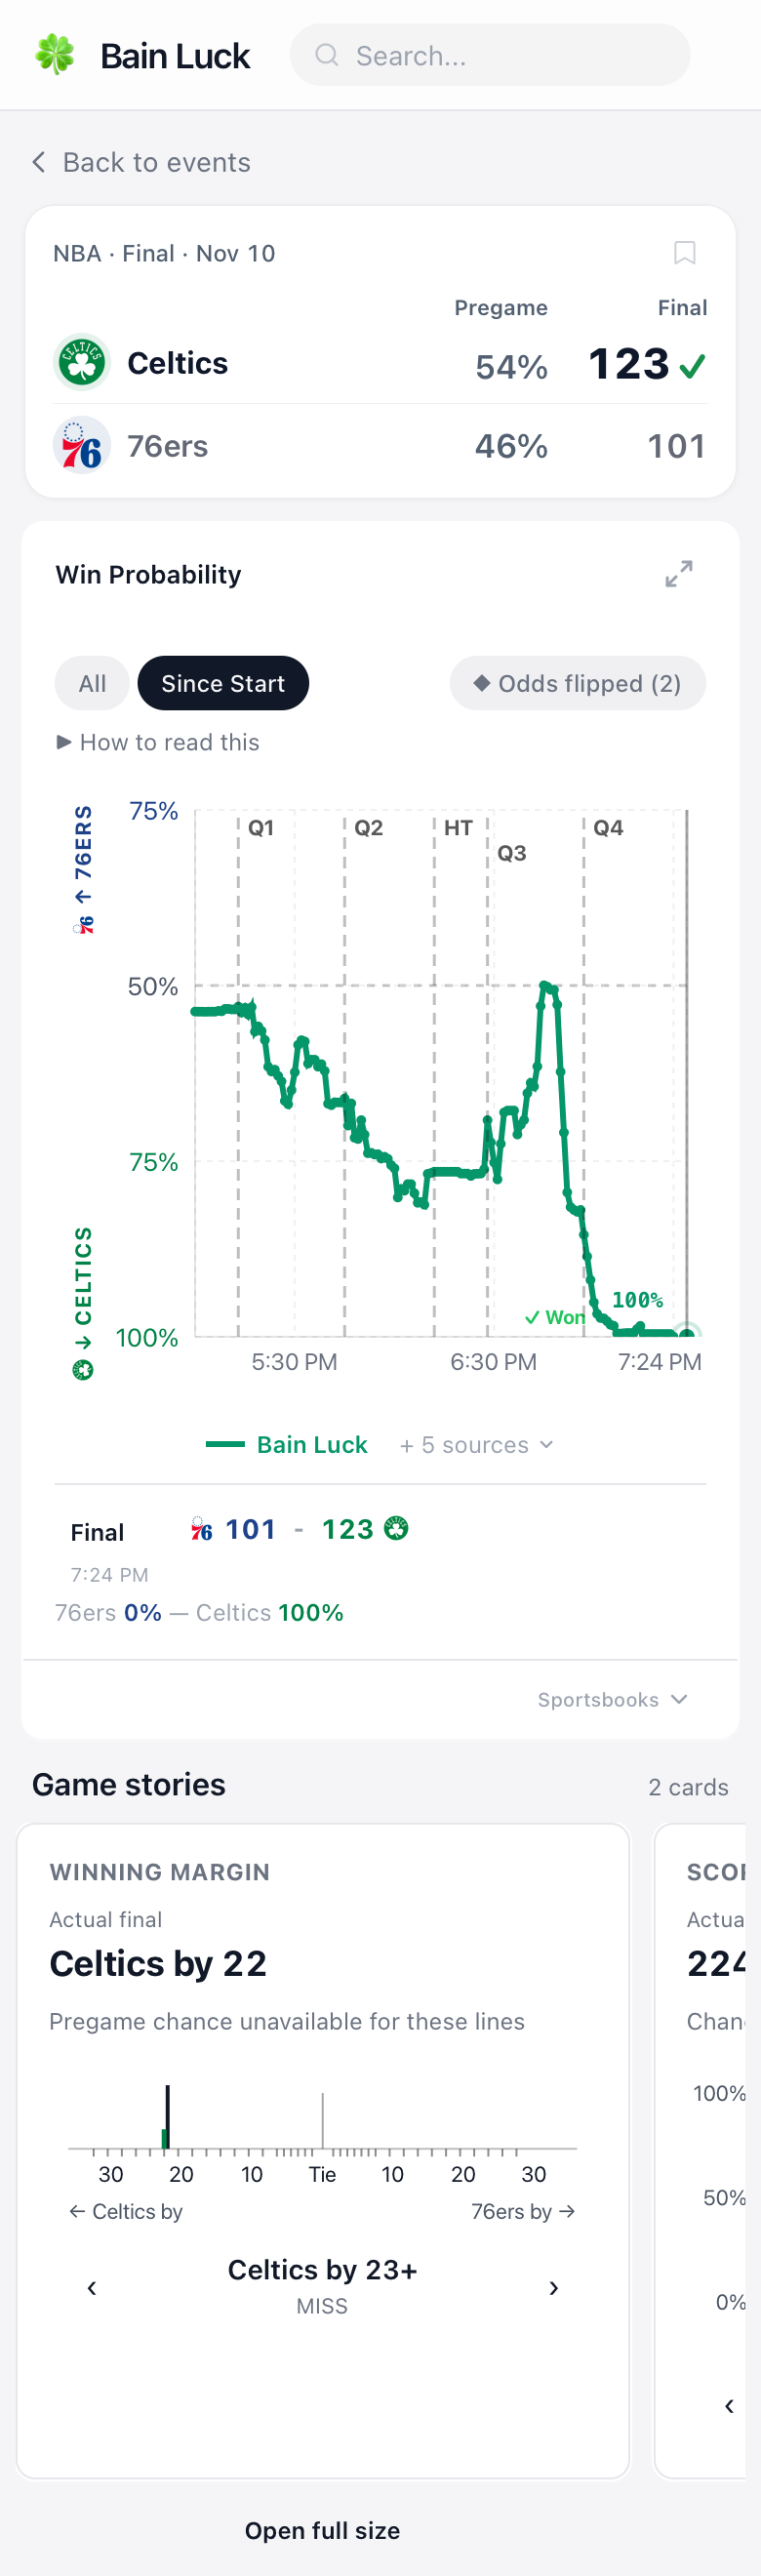 Bain Luck
Search...
Back to events
NBA · Final · Nov 10
Pregame Final
CELTICS
Celtics 54% 123 ✓
76 76ers 46% 101
Win Probability
All Since Start ◆ Odds flipped (2)
▶ How to read this
76 ↑ 76ERS
↓ CELTICS
75%
50%
75%
100%
Q1 Q2 HT Q3 Q4
✓ Won 100%
5:30 PM 6:30 PM 7:24 PM
Bain Luck + 5 sources
Final 76 101 - 123
7:24 PM
76ers 0% — Celtics 100%
Sportsbooks
Game stories 2 cards
WINNING MARGIN
Actual final
Celtics by 22
Pregame chance unavailable for these lines
30 20 10 Tie 10 20 30
← Celtics by 76ers by →
‹ Celtics by 23+ ›
MISS
224
100%
50%
0%
‹
Open full size